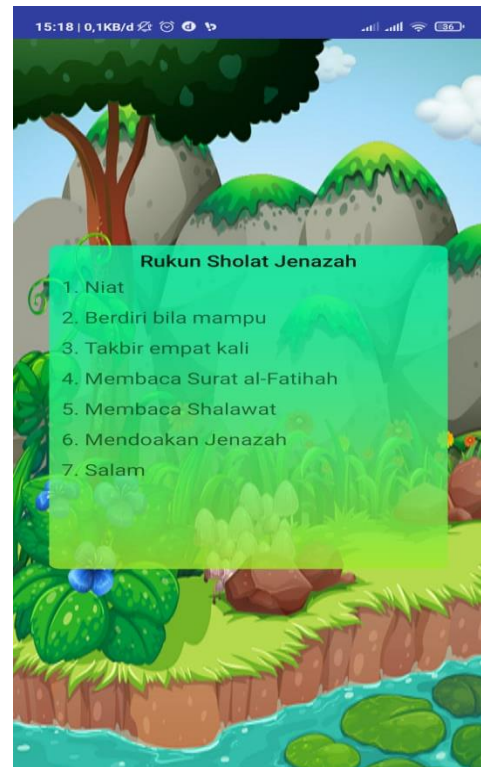 15:18 | 0,1KB/d
86
Rukun Sholat Jenazah
1. Niat
2. Berdiri bila mampu
3. Takbir empat kali
4. Membaca Surat al-Fatihah
5. Membaca Shalawat
6. Mendoakan Jenazah
7. Salam